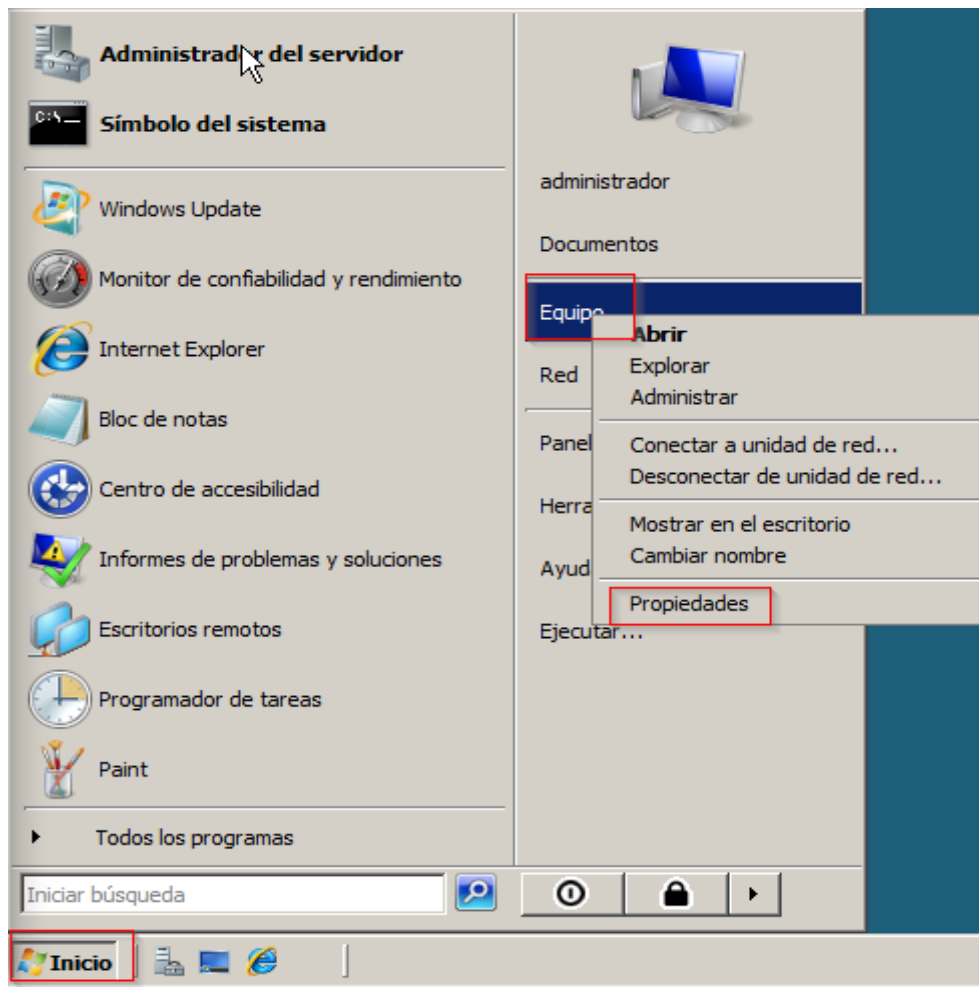 Administrador del servidor
C:\
Símbolo del sistema
Windows Update
Monitor de confiabilidad y rendimiento
Internet Explorer
Bloc de notas
Centro de accesibilidad
Informes de problemas y soluciones
Escritorios remotos
Programador de tareas
Paint
Todos los programas
Iniciar búsqueda
administrador
Documentos
Equipo
Red
Panel
Herra
Ayud
Ejecutar...
Abrir
Explorar
Administrar
Conectar a unidad de red...
Desconectar de unidad de red...
Mostrar en el escritorio
Cambiar nombre
Propiedades
Inicio